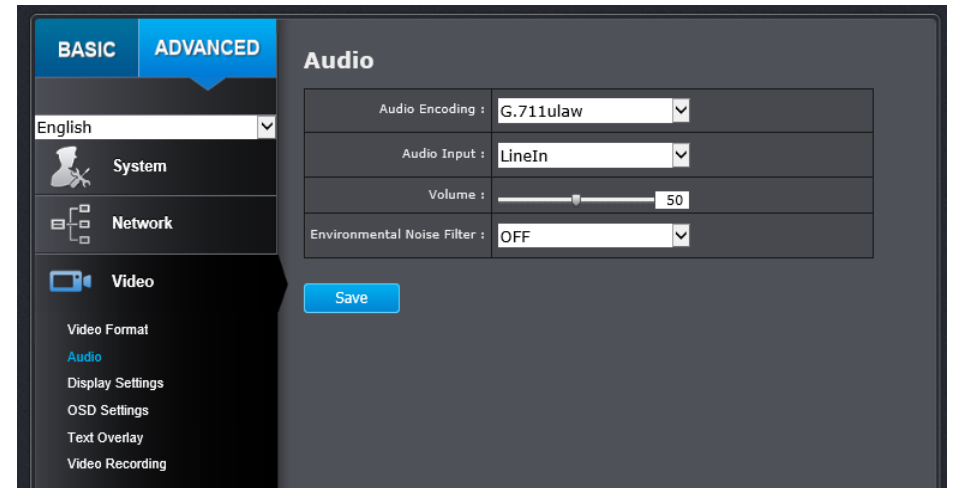 BASIC
ADVANCED
English
System
Network
Video
Video Format
Audio
Display Settings
OSD Settings
Text Overlay
Video Recording
Audio
Audio Encoding : G.711ulaw
Audio Input : LineIn
Volume : 50
Environmental Noise Filter : OFF
Save